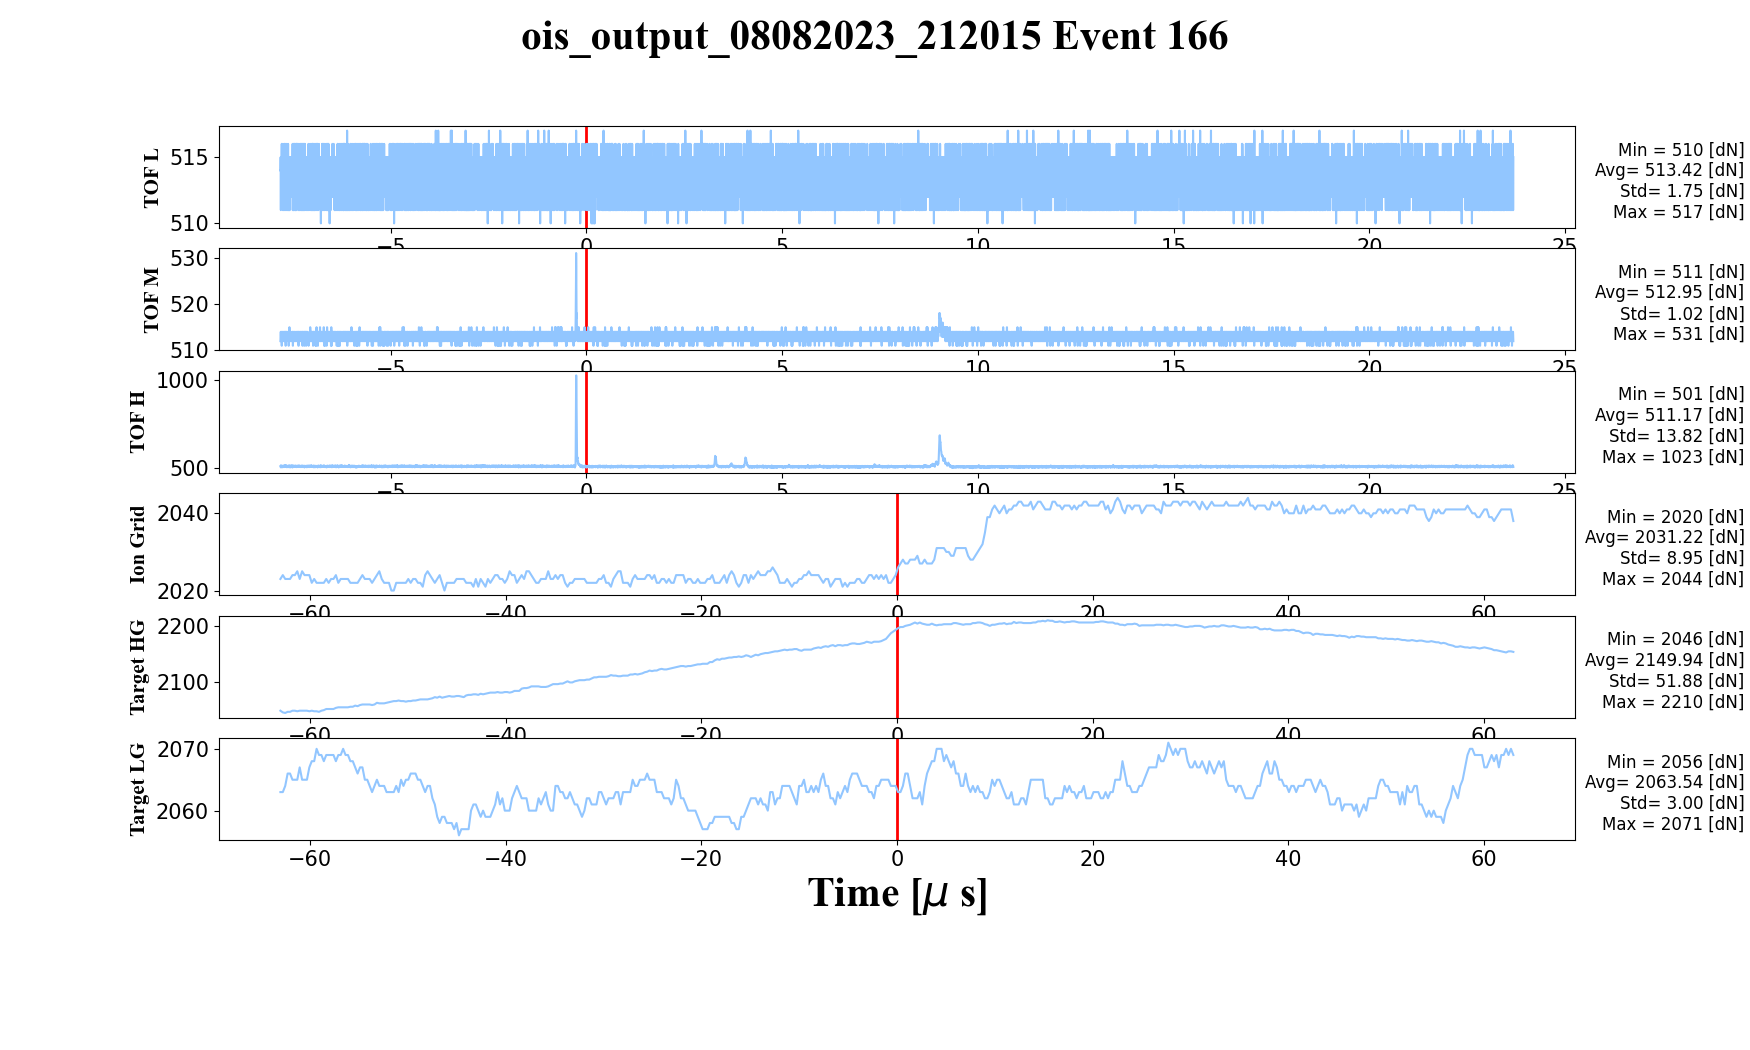 ois_output_08082023_212015 Event 166
TOF L
515
510
−5
0
5
10
15
20
25
Min = 510 [dN]
Avg= 513.42 [dN]
Std= 1.75 [dN]
Max = 517 [dN]
TOF M
530
520
510
−5
0
5
10
15
20
25
Min = 511 [dN]
Avg= 512.95 [dN]
Std= 1.02 [dN]
Max = 531 [dN]
TOF H
1000
500
−5
0
5
10
15
20
25
Min = 501 [dN]
Avg= 511.17 [dN]
Std= 13.82 [dN]
Max = 1023 [dN]
Ion Grid
2040
2020
−60
−40
−20
0
20
40
60
Min = 2020 [dN]
Avg= 2031.22 [dN]
Std= 8.95 [dN]
Max = 2044 [dN]
Target HG
2200
2100
−60
−40
−20
0
20
40
60
Min = 2046 [dN]
Avg= 2149.94 [dN]
Std= 51.88 [dN]
Max = 2210 [dN]
Target LG
2070
2060
−60
−40
−20
0
20
40
60
Min = 2056 [dN]
Avg= 2063.54 [dN]
Std= 3.00 [dN]
Max = 2071 [dN]
Time [μ s]